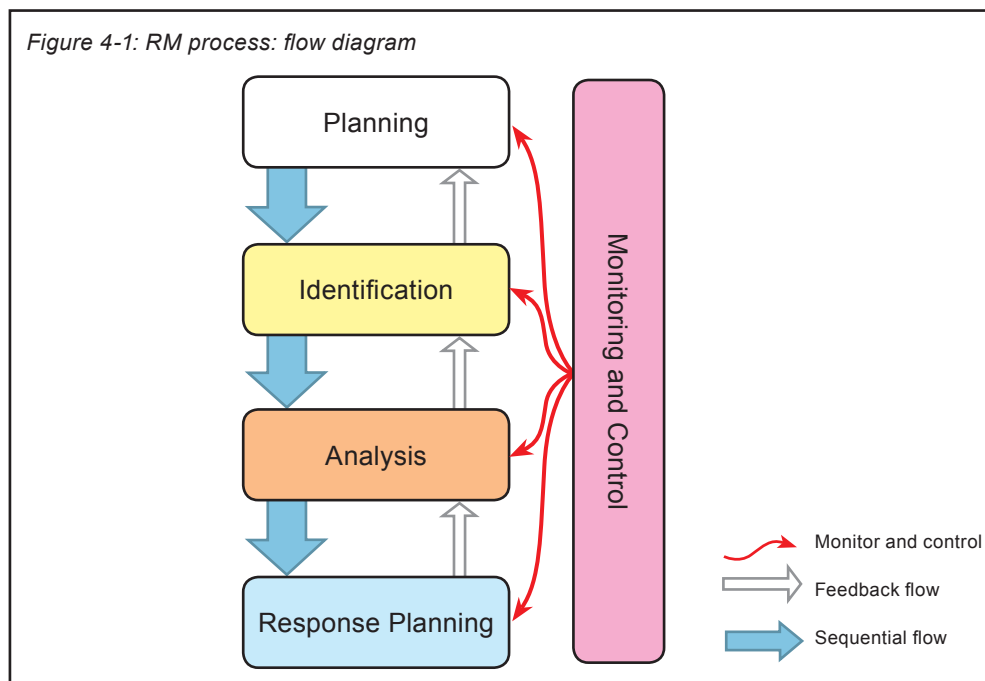 Figure 4-1: RM process: flow diagram
Planning
Identification
Analysis
Response Planning
Monitoring and Control
Monitor and control
Feedback flow
Sequential flow